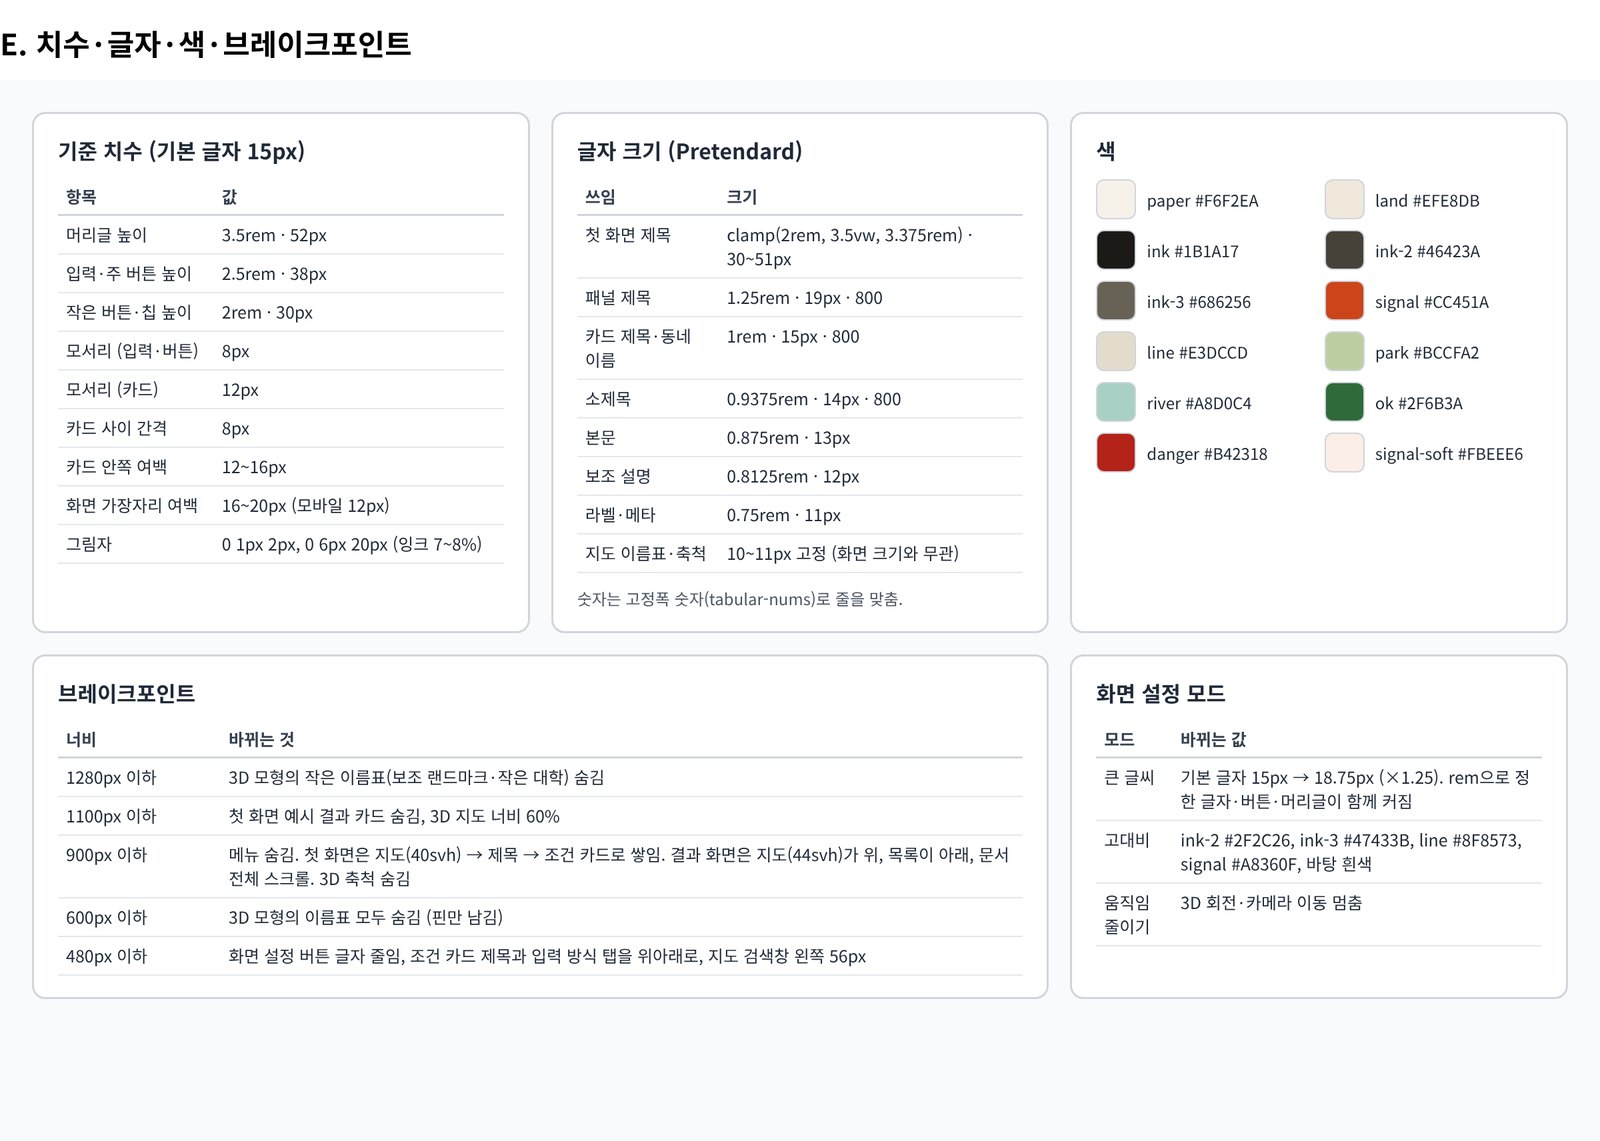 E. 치수·글자·색·브레이크포인트
기준 치수 (기본 글자 15px)
항목 값
머리글 높이 3.5rem · 52px
입력·주 버튼 높이 2.5rem · 38px
작은 버튼·칩 높이 2rem · 30px
모서리 (입력·버튼) 8px
모서리 (카드) 12px
카드 사이 간격 8px
카드 안쪽 여백 12~16px
화면 가장자리 여백 16~20px (모바일 12px)
그림자 0 1px 2px, 0 6px 20px (잉크 7~8%)
글자 크기 (Pretendard)
쓰임 크기
첫 화면 제목 clamp(2rem, 3.5vw, 3.375rem) ·
30~51px
패널 제목 1.25rem · 19px · 800
카드 제목·동네 1rem · 15px · 800
이름
소제목 0.9375rem · 14px · 800
본문 0.875rem · 13px
보조 설명 0.8125rem · 12px
라벨·메타 0.75rem · 11px
지도 이름표·축척 10~11px 고정 (화면 크기와 무관)
숫자는 고정폭 숫자(tabular-nums)로 줄을 맞춤.
색
paper #F6F2EA land #EFE8DB
ink #1B1A17 ink-2 #46423A
ink-3 #686256 signal #CC451A
line #E3DCCD park #BCCFA2
river #A8D0C4 ok #2F6B3A
danger #B42318 signal-soft #FBEEE6
브레이크포인트
너비 바뀌는 것
1280px 이하 3D 모형의 작은 이름표(보조 랜드마크·작은 대학) 숨김
1100px 이하 첫 화면 예시 결과 카드 숨김, 3D 지도 너비 60%
900px 이하 메뉴 숨김. 첫 화면은 지도(40svh) → 제목 → 조건 카드로 쌓임. 결과 화면은 지도(44svh)가 위, 목록이 아래, 문서
전체 스크롤. 3D 축척 숨김
600px 이하 3D 모형의 이름표 모두 숨김 (핀만 남김)
480px 이하 화면 설정 버튼 글자 줄임, 조건 카드 제목과 입력 방식 탭을 위아래로, 지도 검색창 왼쪽 56px
화면 설정 모드
모드 바뀌는 값
큰 글씨 기본 글자 15px → 18.75px (×1.25). rem으로 정
한 글자·버튼·머리글이 함께 커짐
고대비 ink-2 #2F2C26, ink-3 #47433B, line #8F8573,
signal #A8360F, 바탕 흰색
움직임 3D 회전·카메라 이동 멈춤
줄이기